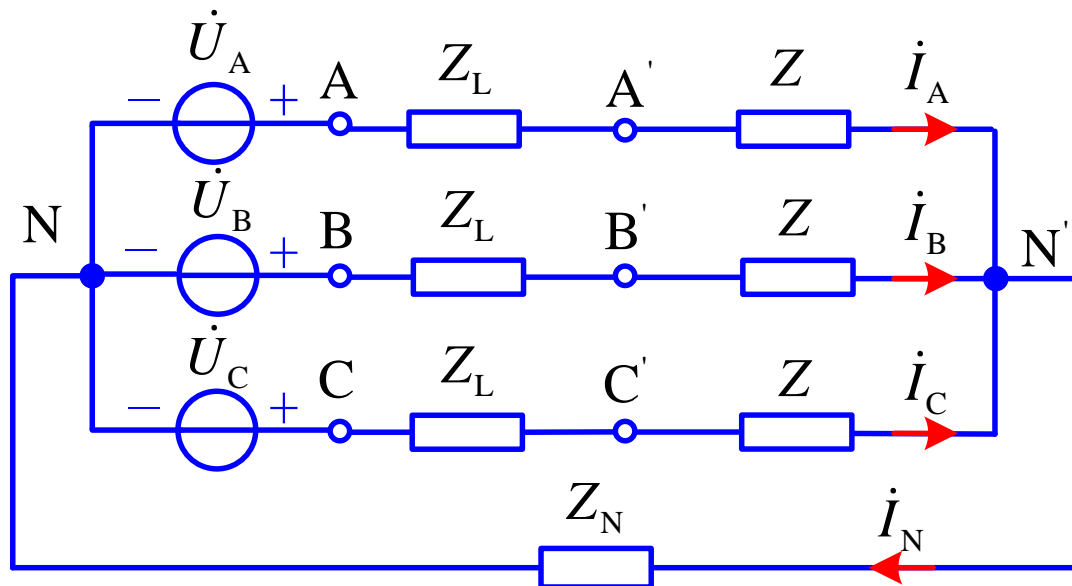 U̇A
− + A ZL A' Z İA
U̇B
N − + B ZL B' Z İB N'
U̇C
− + C ZL C' Z İC
ZN İN